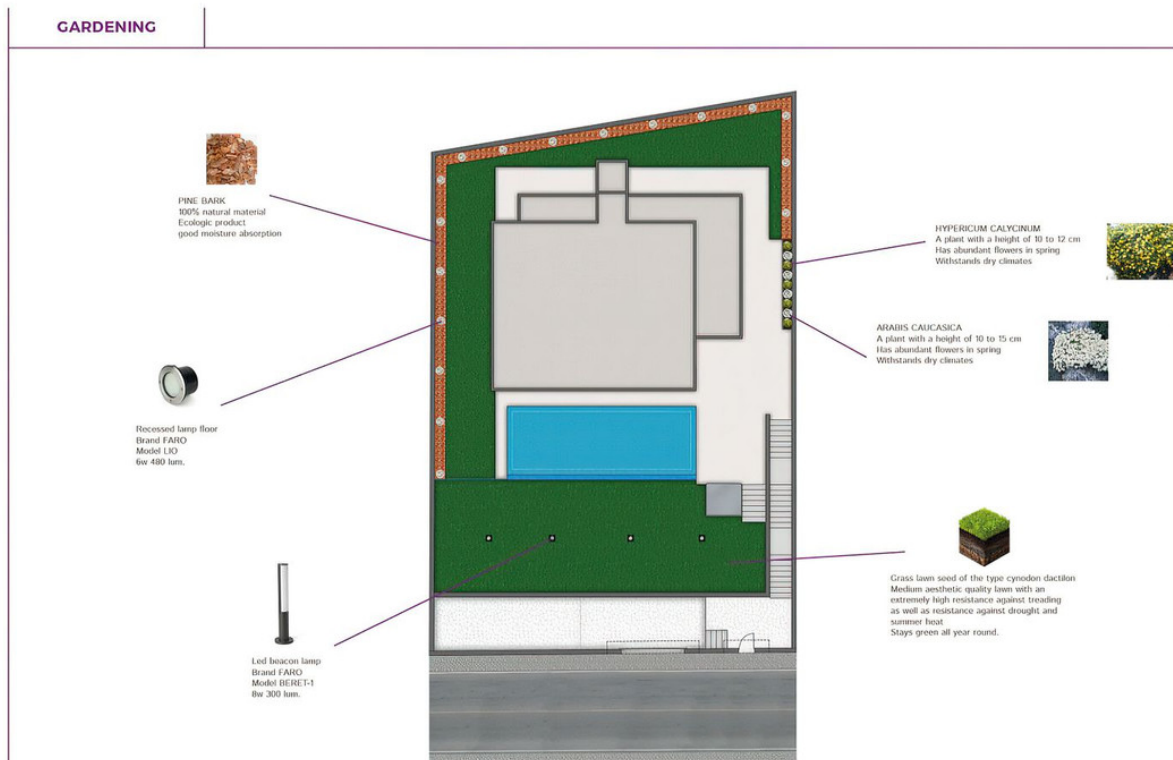 GARDENING
PINE BARK
100% natural material
Ecologic product
good moisture absorption
HYPERICUM CALYCINUM
A plant with a height of 10 to 12 cm
Has abundant flowers in spring
Withstands dry climates
ARABIS CAUCASICA
A plant with a height of 10 to 15 cm
Has abundant flowers in spring
Withstands dry climates
Recessed lamp floor
Brand FARO
Model LIO
6w 480 lum.
Grass lawn seed of the type cynodon dactilon
Medium aesthetic quality lawn with an
extremely high resistance against treading
as well as resistance against drought and
summer heat
Stays green all year round.
Led beacon lamp
Brand FARO
Model BERET-1
8w 300 lum.